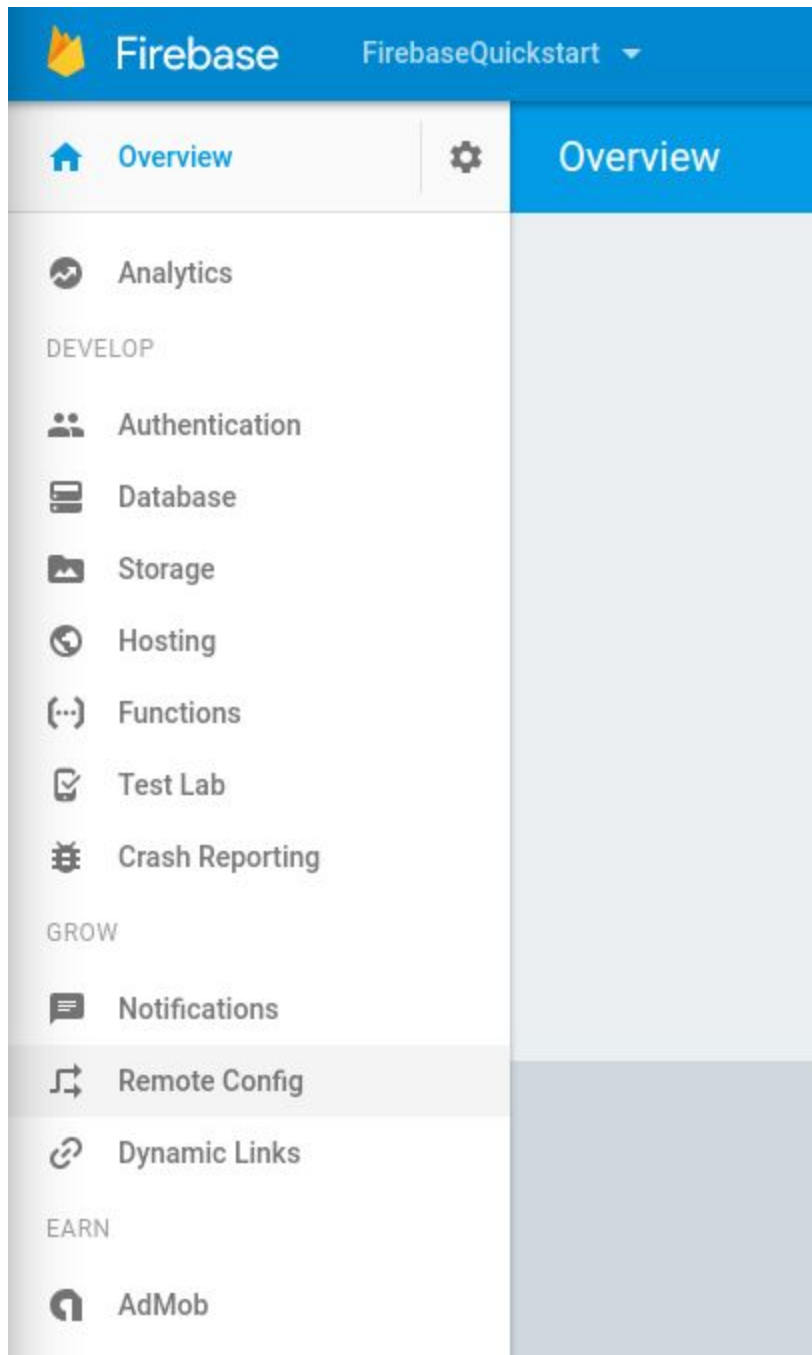 Firebase FirebaseQuickstart
Overview Overview
Analytics
DEVELOP
Authentication
Database
Storage
Hosting
Functions
Test Lab
Crash Reporting
GROW
Notifications
Remote Config
Dynamic Links
EARN
AdMob